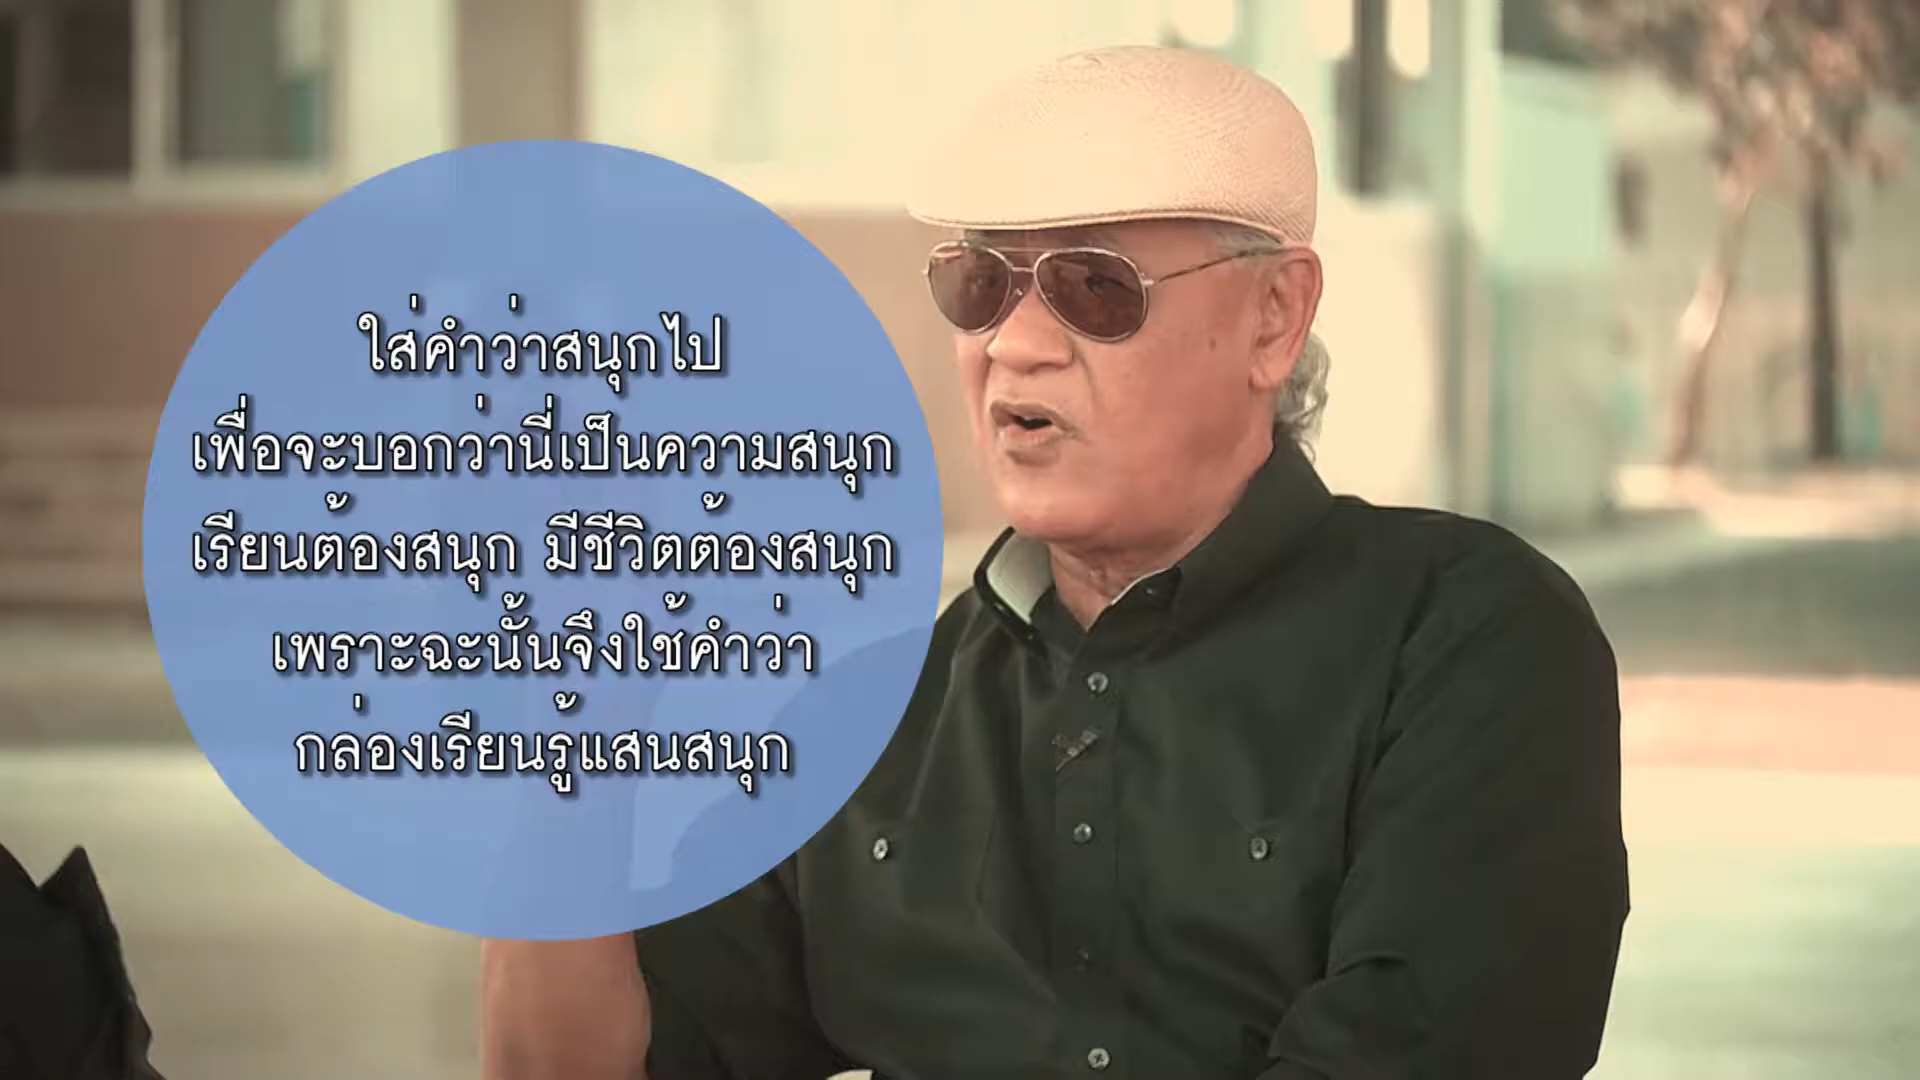 ใส่คำว่าสนุกไป
เพื่อจะบอกว่านี่เป็นความสนุก
เรียนต้องสนุก มีชีวิตต้องสนุก
เพราะฉะนั้นจึงใช้คำว่า
กล่องเรียนรู้แสนสนุก